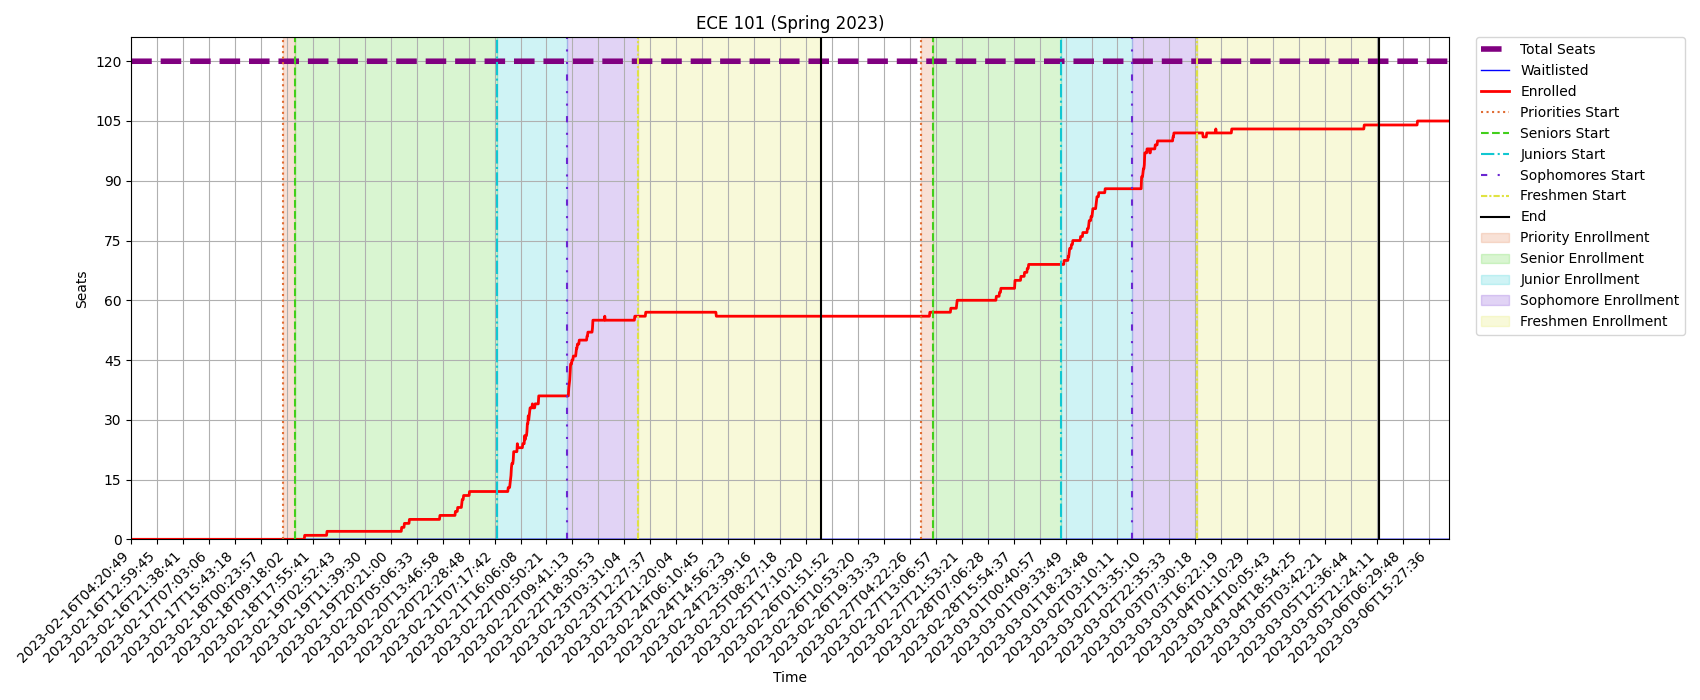 ECE 101 (Spring 2023)
120
105
90
75
60
45
30
15
0
Seats
2023-02-16T04:20:49
2023-02-16T12:59:45
2023-02-16T21:38:41
2023-02-17T07:03:06
2023-02-17T15:43:18
2023-02-18T00:23:57
2023-02-18T09:18:02
2023-02-18T17:55:41
2023-02-19T02:52:43
2023-02-19T11:39:30
2023-02-19T20:21:00
2023-02-20T05:06:33
2023-02-20T13:46:58
2023-02-20T22:28:48
2023-02-21T07:17:42
2023-02-21T16:06:08
2023-02-22T00:50:21
2023-02-22T09:41:13
2023-02-22T18:30:53
2023-02-23T03:31:04
2023-02-23T12:27:37
2023-02-23T21:20:04
2023-02-24T06:10:45
2023-02-24T14:56:23
2023-02-24T23:39:16
2023-02-25T08:27:18
2023-02-25T17:10:20
2023-02-26T01:51:52
2023-02-26T10:53:20
2023-02-26T19:33:33
2023-02-27T04:22:26
2023-02-27T13:06:57
2023-02-27T21:53:21
2023-02-28T07:06:28
2023-02-28T15:54:37
2023-03-01T00:40:57
2023-03-01T09:33:49
2023-03-01T18:23:48
2023-03-02T03:10:11
2023-03-02T13:35:10
2023-03-02T22:35:33
2023-03-03T07:30:18
2023-03-03T16:22:19
2023-03-04T01:10:29
2023-03-04T10:05:43
2023-03-04T18:54:25
2023-03-05T03:42:21
2023-03-05T12:36:44
2023-03-05T21:24:11
2023-03-06T06:29:48
2023-03-06T15:27:36
Time
Total Seats
Waitlisted
Enrolled
Priorities Start
Seniors Start
Juniors Start
Sophomores Start
Freshmen Start
End
Priority Enrollment
Senior Enrollment
Junior Enrollment
Sophomore Enrollment
Freshmen Enrollment